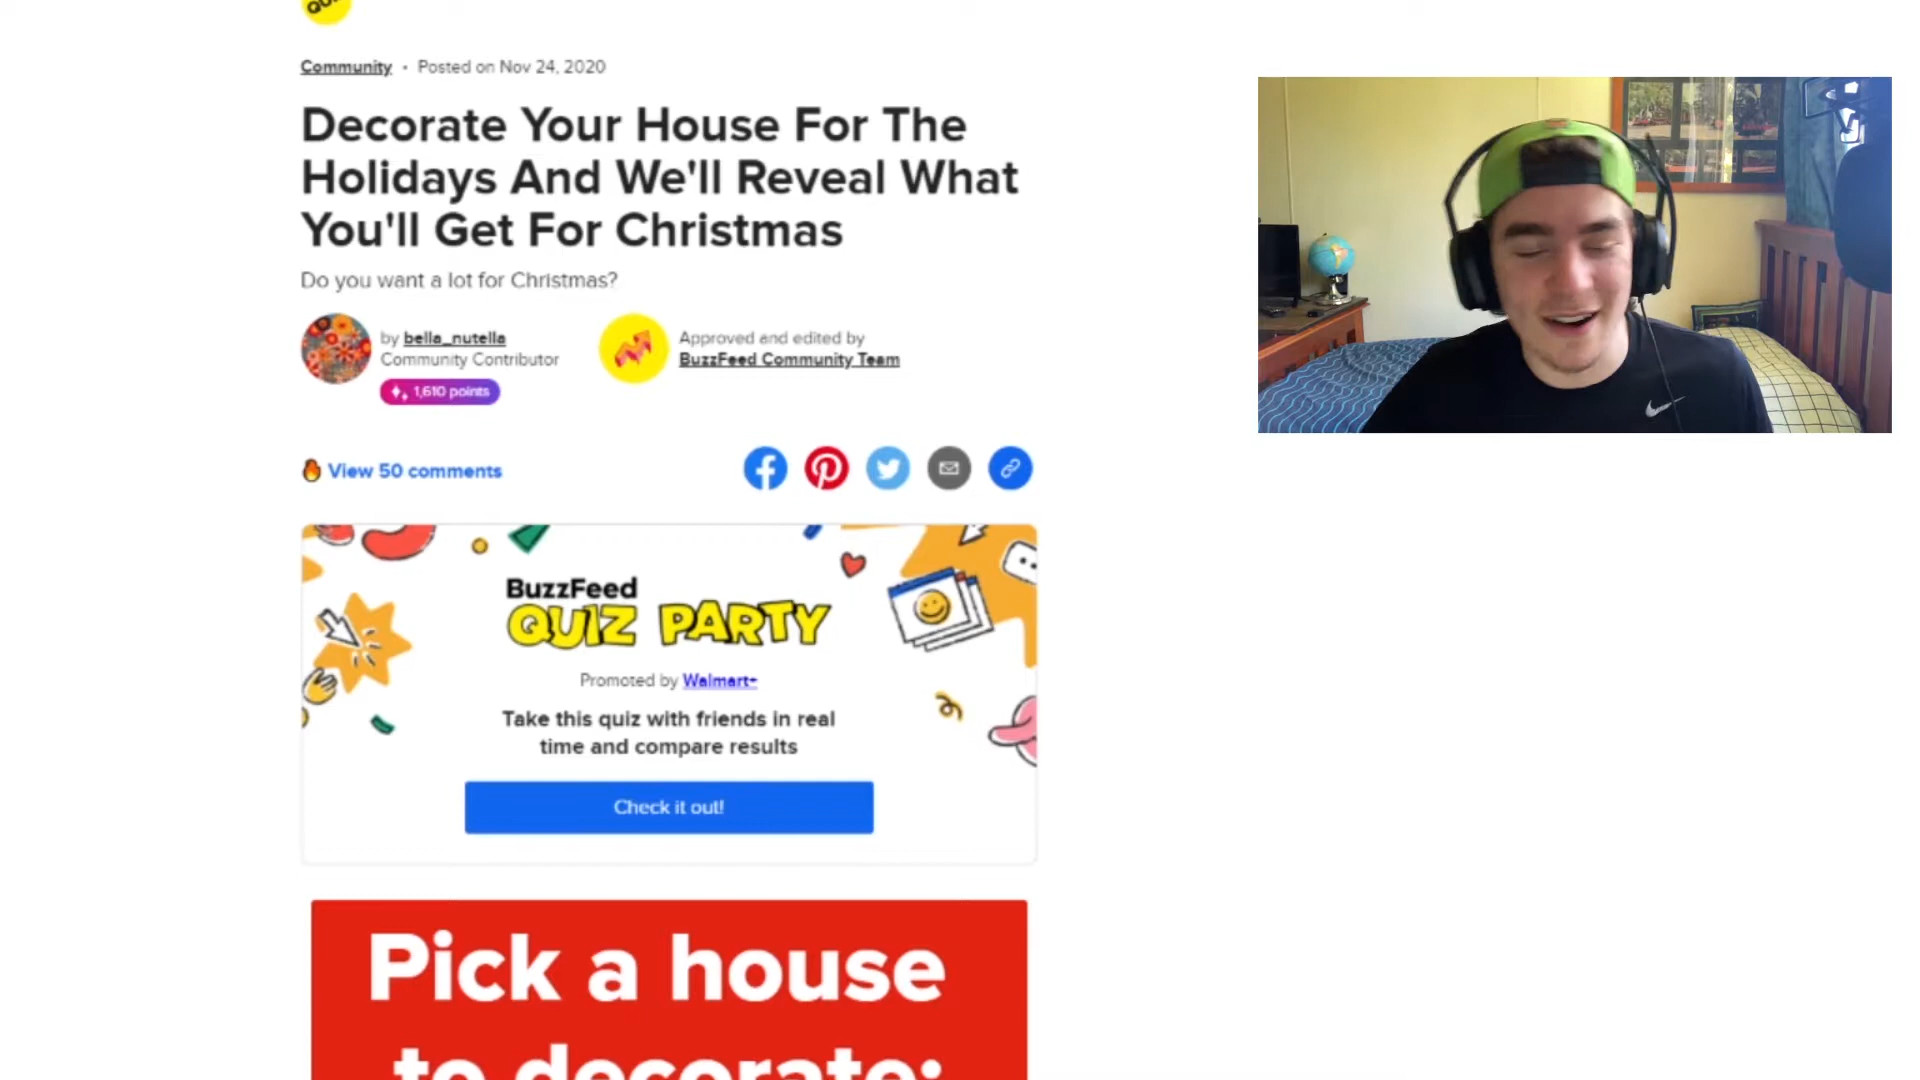 Community • Posted on Nov 24, 2020
Decorate Your House For The
Holidays And We'll Reveal What
You'll Get For Christmas
Do you want a lot for Christmas?
by bella_nutella
Community Contributor
1,610 points
Approved and edited by
BuzzFeed Community Team
View 50 comments
BuzzFeed
QUIZ PARTY
Promoted by Walmart+
Take this quiz with friends in real
time and compare results
Check it out!
Pick a house
to decorate: